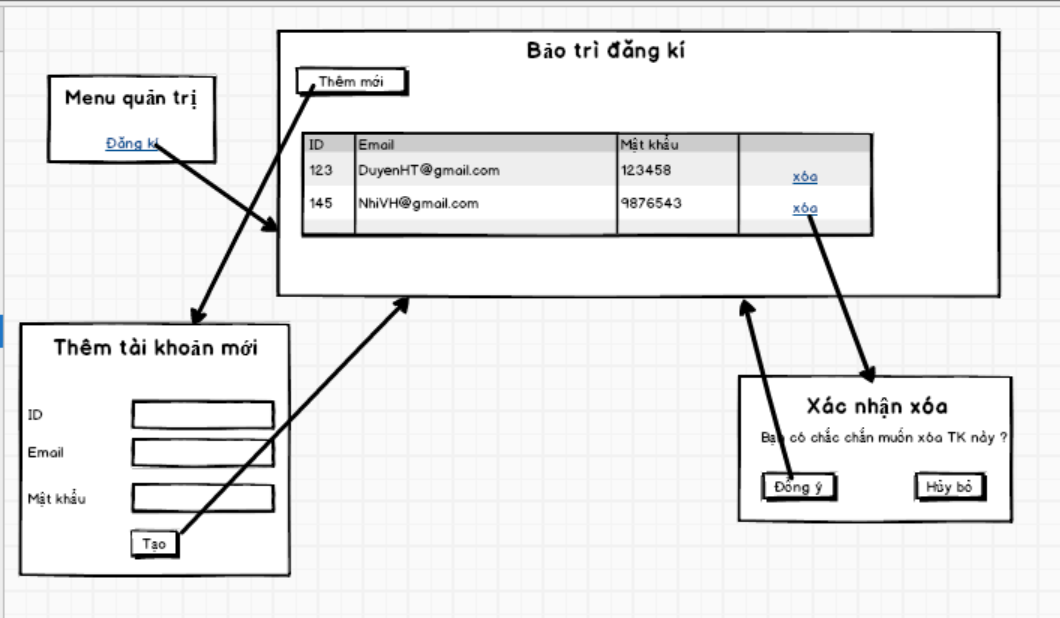 Bảo trì đăng kí
Thêm mới
Menu quản trị
Đăng kí
ID Email Mật khẩu
123 DuyenHT@gmail.com 123458 xóa
145 NhiVH@gmail.com 9876543 xóa
Thêm tài khoản mới
ID
Email
Mật khẩu
Tạo
Xác nhận xóa
Bạn có chắc chắn muốn xóa TK này ?
Đồng ý Hủy bỏ